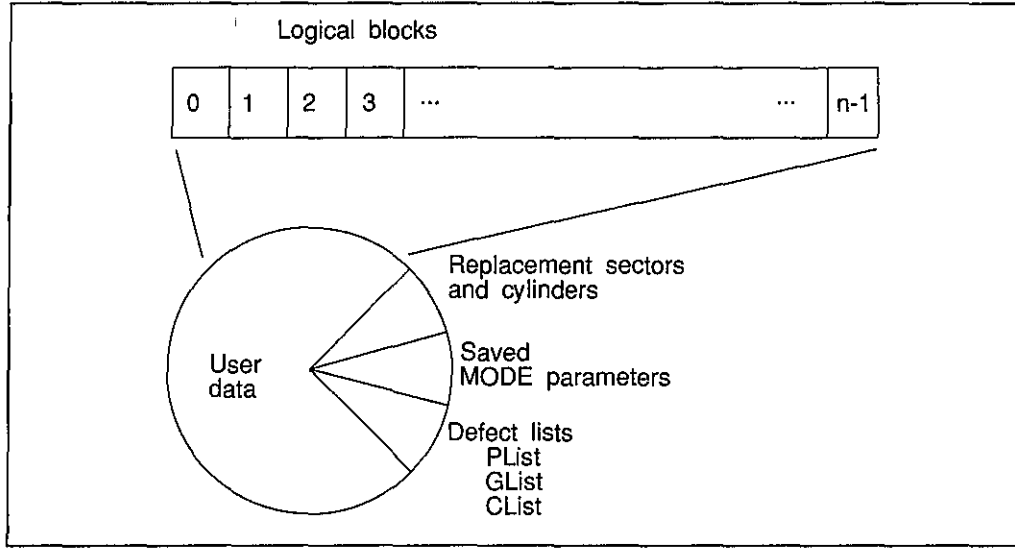 Logical blocks
0 1 2 3 ... ... n-1
Replacement sectors
and cylinders
User
data
Saved
MODE parameters
Defect lists
PList
GList
CList